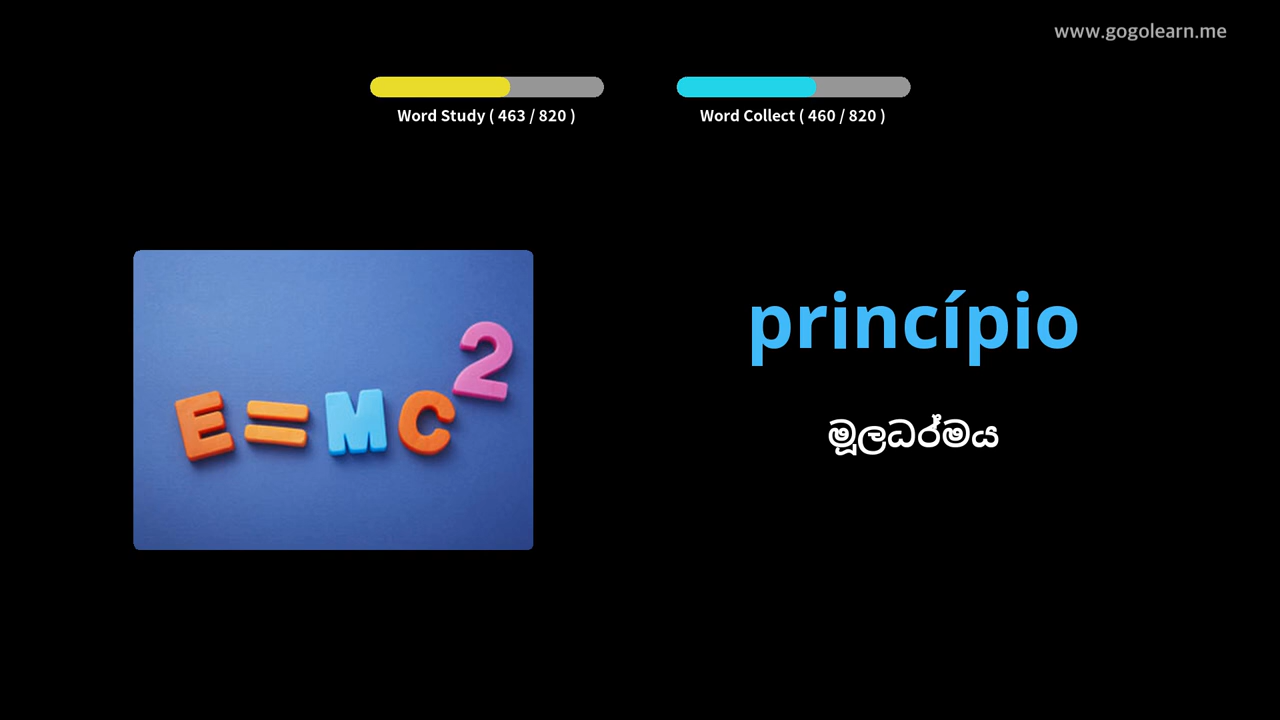 www.gogolearn.me
Word Study ( 463 / 820 )
Word Collect ( 460 / 820 )
E=MC2
princípio
මූලධර්මය